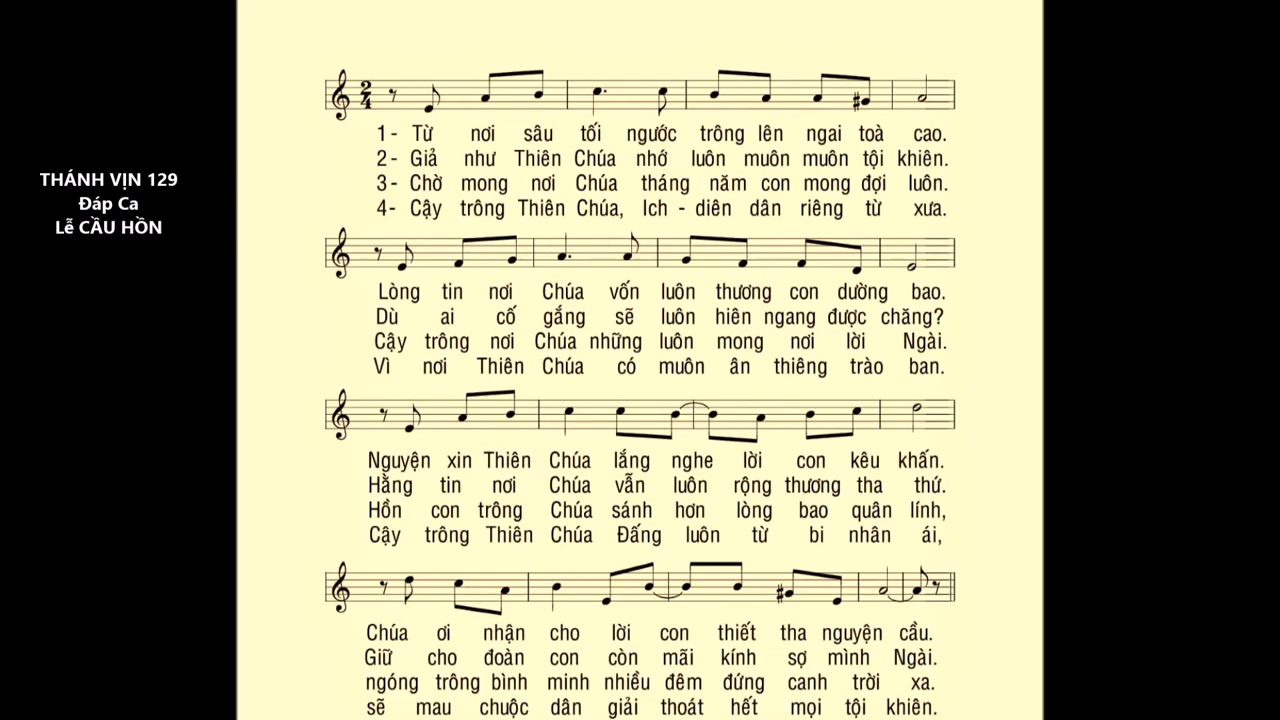 THÁNH VỊN 129
Đáp Ca
Lễ CẦU HỒN
2
4
1- Từ nơi sâu tối ngước trông lên ngai toà cao.
2- Giả như Thiên Chúa nhớ luôn muôn muôn tội khiên.
3- Chờ mong nơi Chúa tháng năm con mong đợi luôn.
4- Cậy trông Thiên Chúa, Ich - diên dân riêng từ xưa.
Lòng tin nơi Chúa vốn luôn thương con dường bao.
Dù ai cố gắng sẽ luôn hiên ngang được chăng?
Cậy trông nơi Chúa những luôn mong nơi lời Ngài.
Vì nơi Thiên Chúa có muôn ân thiêng trào ban.
Nguyện xin Thiên Chúa lắng nghe lời con kêu khấn.
Hằng tin nơi Chúa vẫn luôn rộng thương tha thứ.
Hồn con trông Chúa sánh hơn lòng bao quân lính,
Cậy trông Thiên Chúa Đấng luôn từ bi nhân ái,
Chúa ơi nhận cho lời con thiết tha nguyện cầu.
Giữ cho đoàn con còn mãi kính sợ mình Ngài.
ngóng trông bình minh nhiều đêm đứng canh trời xa.
sẽ mau chuộc dân giải thoát hết mọi tội khiên.